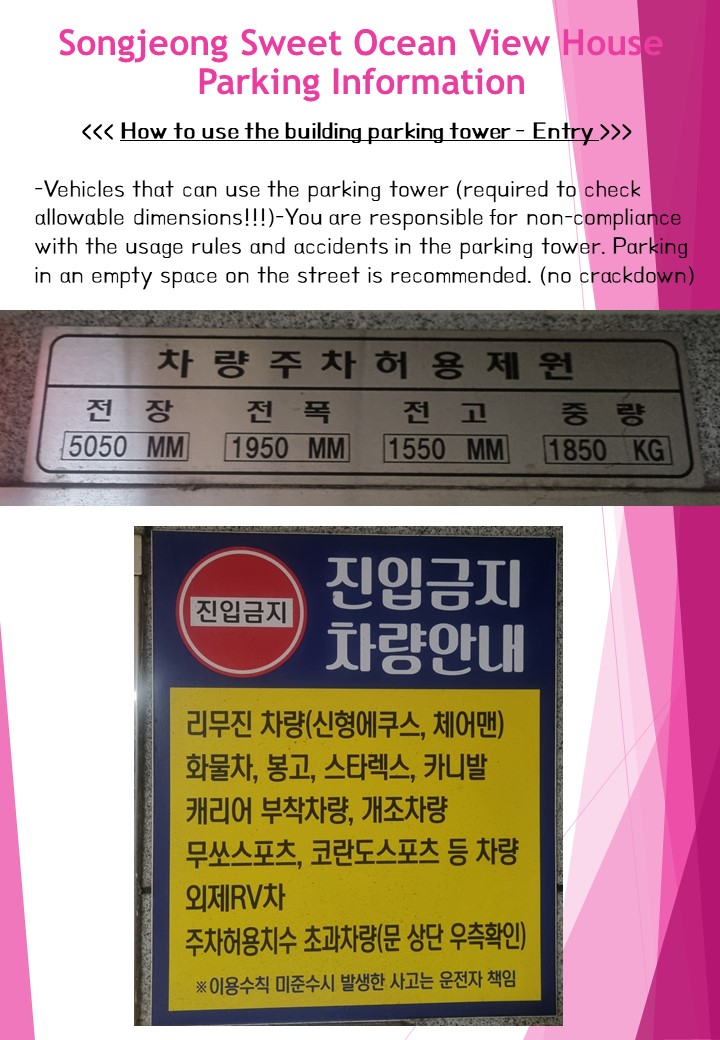 Songjeong Sweet Ocean View House
Parking Information
<<< How to use the building parking tower - Entry >>>
-Vehicles that can use the parking tower (required to check
allowable dimensions!!!)-You are responsible for non-compliance
with the usage rules and accidents in the parking tower. Parking
in an empty space on the street is recommended. (no crackdown)
차량주차허용제원
전장 전폭 전고 중량
5050 MM 1950 MM 1550 MM 1850 KG
진입금지
진입금지
차량안내
리무진 차량(신형에쿠스, 체어맨)
화물차, 봉고, 스타렉스, 카니발
캐리어 부착차량, 개조차량
무쏘스포츠, 코란도스포츠 등 차량
외제RV차
주차허용치수 초과차량(문 상단 우측확인)
※이용수칙 미준수시 발생한 사고는 운전자 책임